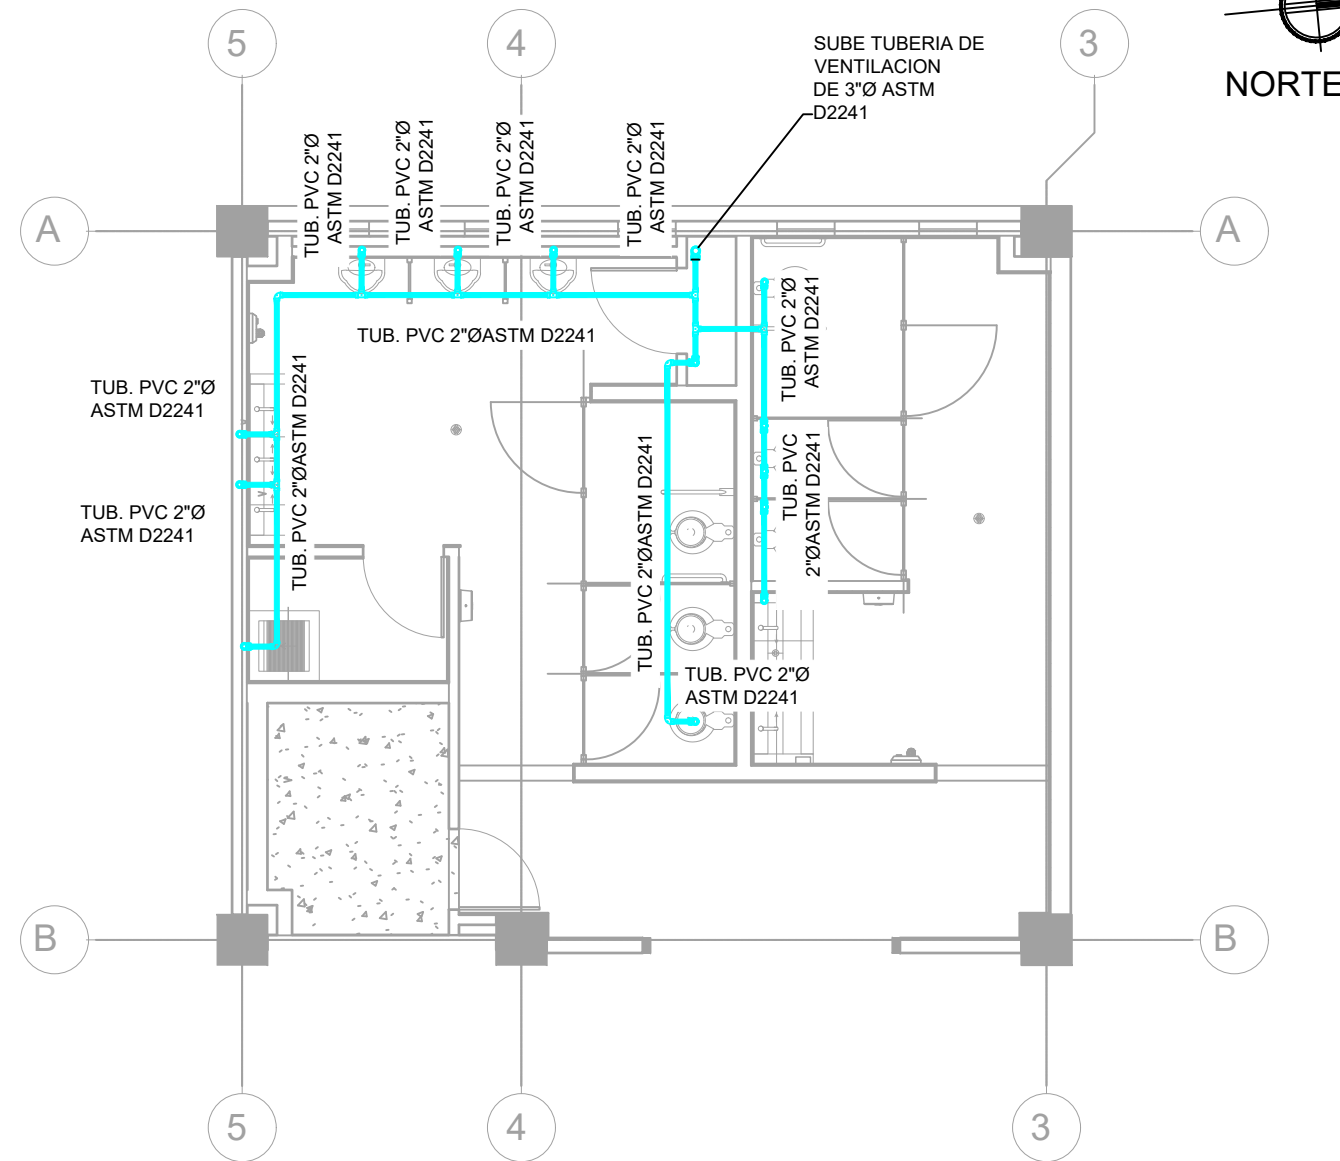 5
4
3
SUBE TUBERIA DE
VENTILACION
DE 3"Ø ASTM
D2241
NORTE
TUB. PVC 2"Ø
ASTM D2241
TUB. PVC 2"Ø
ASTM D2241
TUB. PVC 2"Ø
ASTM D2241
TUB. PVC 2"Ø
ASTM D2241
A
A
TUB. PVC 2"ØASTM D2241
TUB. PVC 2"Ø
ASTM D2241
TUB. PVC 2"Ø
ASTM D2241
TUB. PVC 2"ØASTM D2241
TUB. PVC 2"Ø
ASTM D2241
TUB. PVC 2"ØASTM D2241
TUB. PVC
2"ØASTM D2241
TUB. PVC 2"Ø
ASTM D2241
B
B
5
4
3